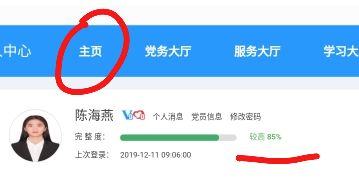 人中心 主页 党务大厅 服务大厅 学习大
陈海燕 个人消息 党员信息 修改密码
完 整 度： 较高 85%
上次登录： 2019-12-11 09:06:00